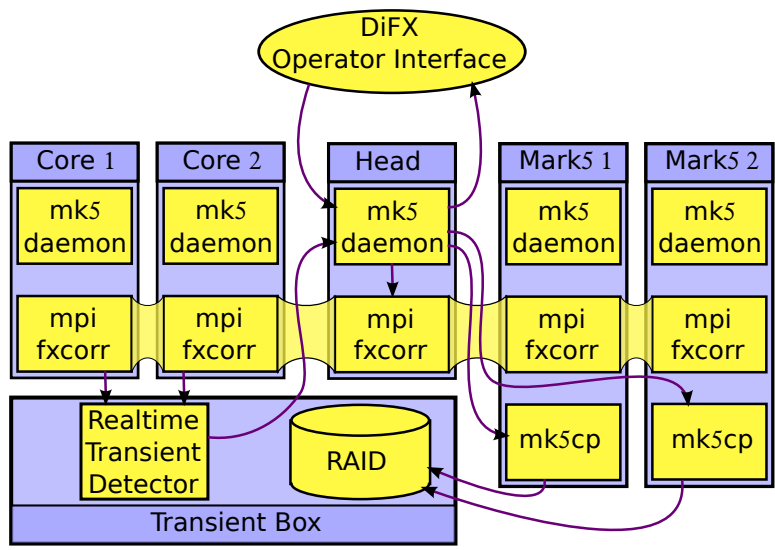 DiFX
Operator Interface
Core 1
Core 2
Head
Mark5 1
Mark5 2
mk5
daemon
mk5
daemon
mk5
daemon
mk5
daemon
mk5
daemon
mpi
fxcorr
mpi
fxcorr
mpi
fxcorr
mpi
fxcorr
mpi
fxcorr
Realtime
Transient
Detector
RAID
mk5cp
mk5cp
Transient Box